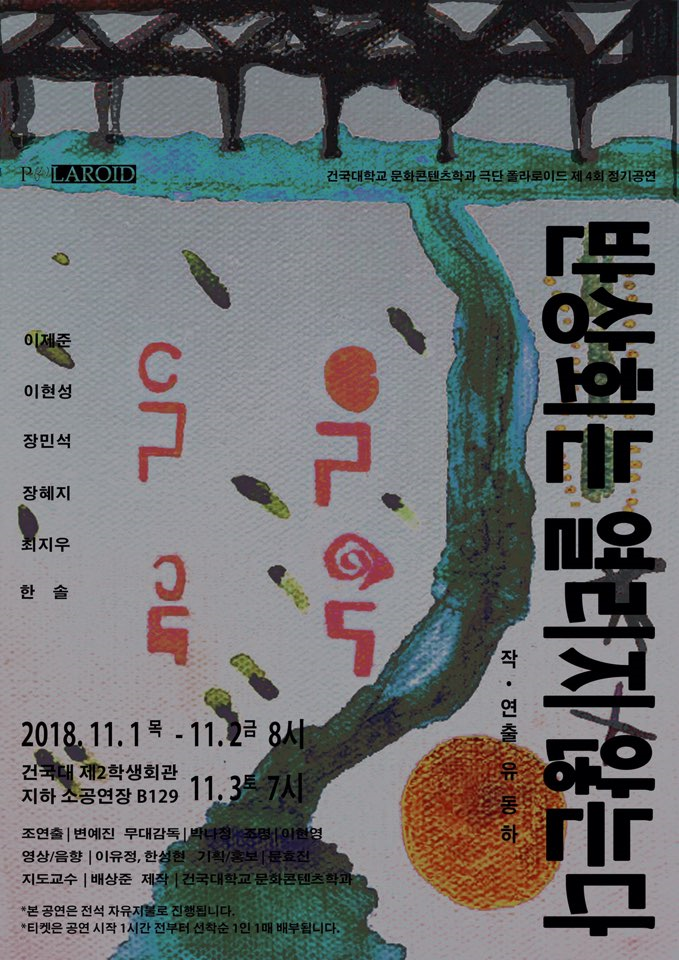 POLAROID
건국대학교 문화콘텐츠학과 극단 폴라로이드 제 4회 정기공연
반상회는 열리지 않는다
작·연출 유동하
이제준
이현성
장민석
장혜지
최지우
한 솔
2018. 11. 1 목 - 11. 2 금 8시
건국대 제2학생회관
지하 소공연장 B129
11. 3 토 7시
조연출 | 변예진 무대감독 | 박나정 조명 | 이현영
영상/음향 | 이유정, 한성현 기획/홍보 | 문효진
지도교수 | 배상준 제작 | 건국대학교 문화콘텐츠학과
*본 공연은 전석 자유지불로 진행됩니다.
*티켓은 공연 시작 1시간 전부터 선착순 1인 1매 배부됩니다.